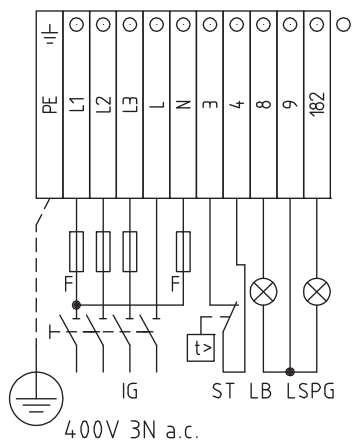 PE L1 L2 L3 L N 3 4 8 9 182
F F
t>
IG ST LB LSPG
400V 3N a.c.